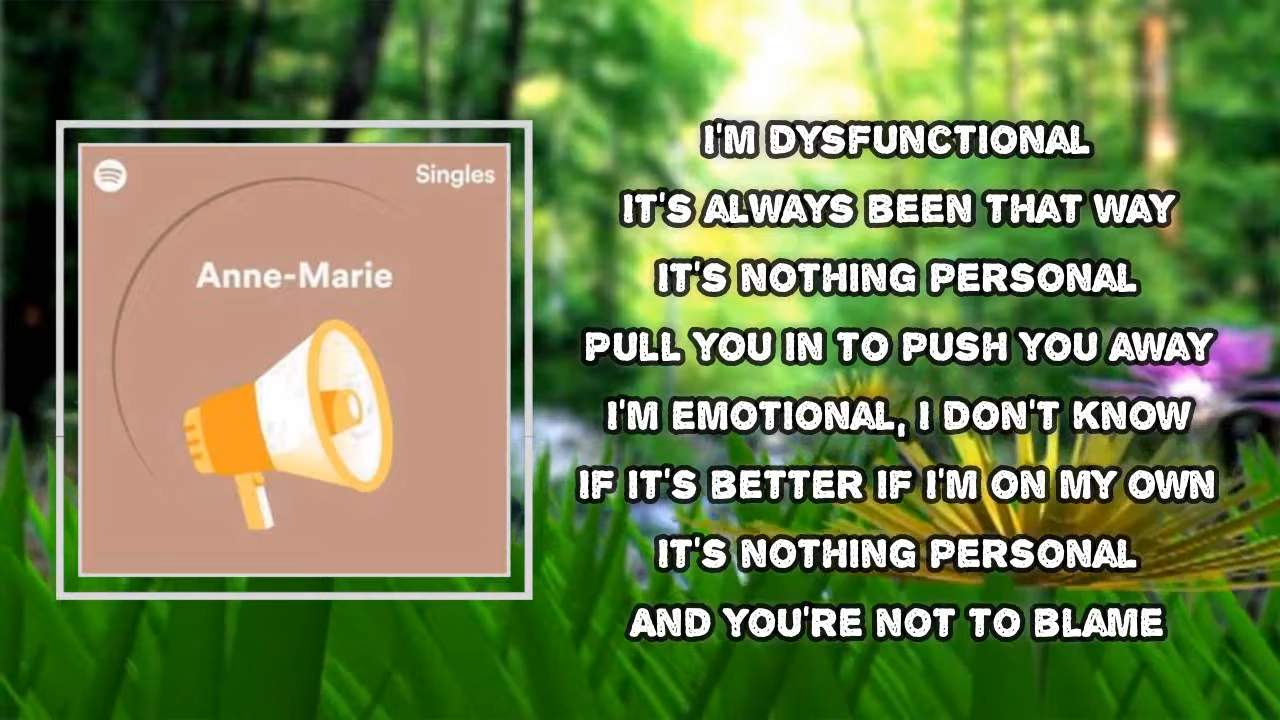 Singles
Anne-Marie
I'M DYSFUNCTIONAL
IT'S ALWAYS BEEN THAT WAY
IT'S NOTHING PERSONAL
PULL YOU IN TO PUSH YOU AWAY
I'M EMOTIONAL, I DON'T KNOW
IF IT'S BETTER IF I'M ON MY OWN
IT'S NOTHING PERSONAL
AND YOU'RE NOT TO BLAME